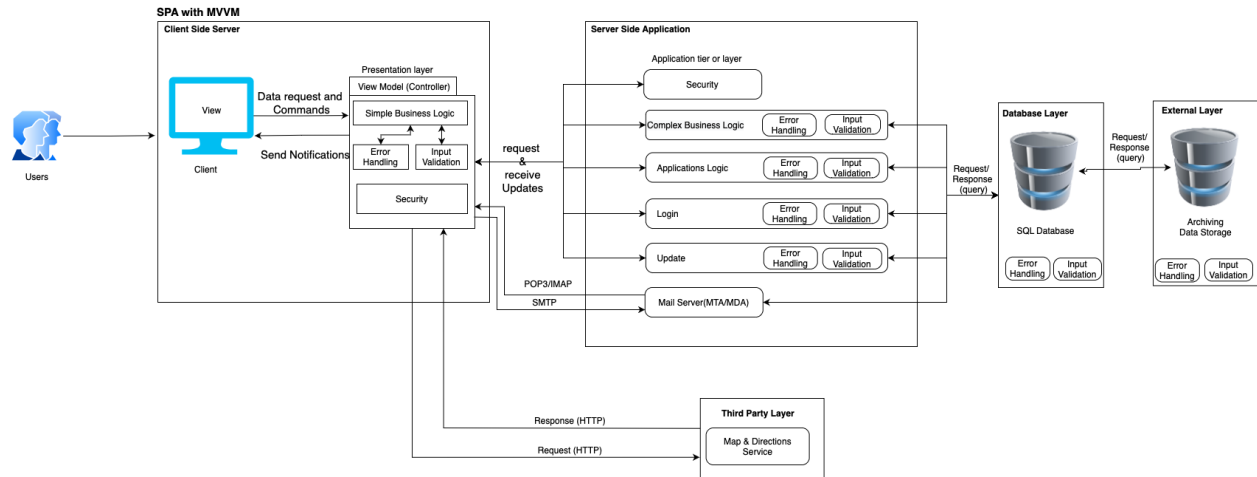 SPA with MVVM
Client Side Server
Presentation layer
View Model (Controller)
View
Data request and
Commands
Simple Business Logic
Send Notifications
Error
Handling
Input
Validation
Client
Users
Security
request
&
receive
Updates
POP3/IMAP
SMTP
Server Side Application
Application tier or layer
Security
Complex Business Logic
Error
Handling
Input
Validation
Applications Logic
Error
Handling
Input
Validation
Login
Error
Handling
Input
Validation
Update
Error
Handling
Input
Validation
Mail Server(MTA/MDA)
Request/
Response
(query)
Database Layer
SQL Database
Error
Handling
Input
Validation
Request/
Response
(query)
External Layer
Archiving
Data Storage
Error
Handling
Input
Validation
Response (HTTP)
Request (HTTP)
Third Party Layer
Map & Directions
Service